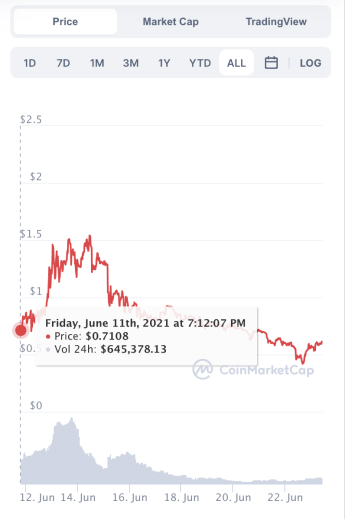 Price Market Cap TradingView
1D 7D 1M 3M 1Y YTD ALL LOG
$2.5
$2
$1.5
$1
Friday, June 11th, 2021 at 7:12:07 PM
Price: $0.7108
$0.
Vol 24h: $645,378.13
CoinMarketCap
$0
12. Jun 14. Jun 16. Jun 18. Jun 20. Jun 22. Jun